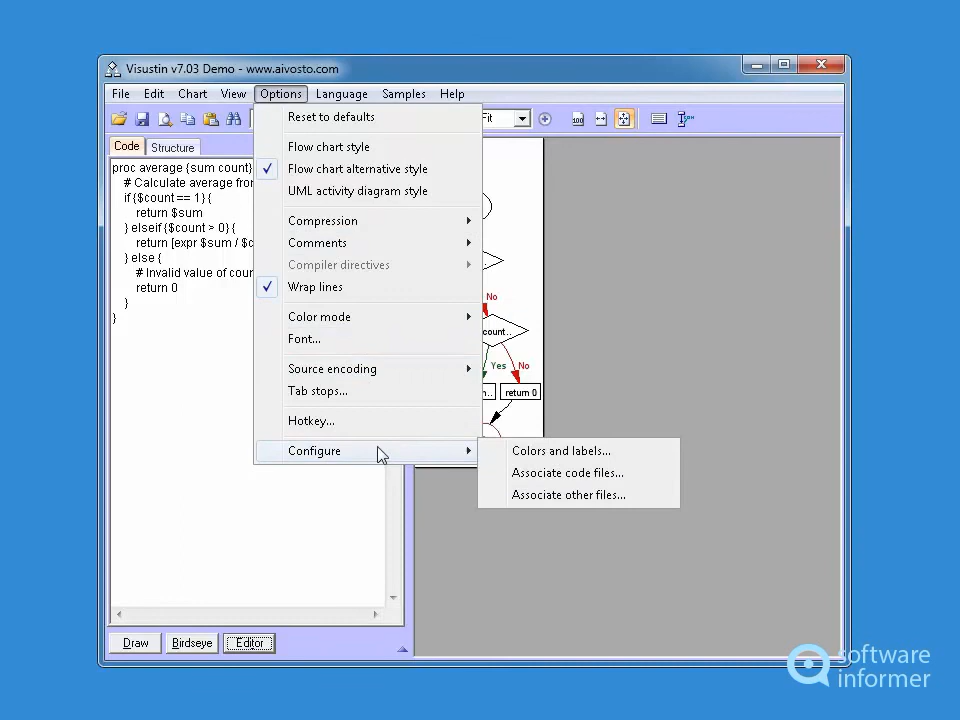 Visustin v7.03 Demo - www.aivosto.com
File Edit Chart View Options Language Samples Help
Fit
100
Code Structure
proc average {sum count}
# Calculate average from
if {$count == 1} {
return $sum
} elseif {$count > 0} {
return [expr $sum / $c
} else {
# Invalid value of coun
return 0
}
}
Reset to defaults
Flow chart style
Flow chart alternative style
UML activity diagram style
Compression
Comments
Compiler directives
Wrap lines
Color mode
Font...
Source encoding
Tab stops...
Hotkey...
Configure
Colors and labels...
Associate code files...
Associate other files...
No
count..
Yes No
n.. return 0
Draw Birdseye Editor
software
informer